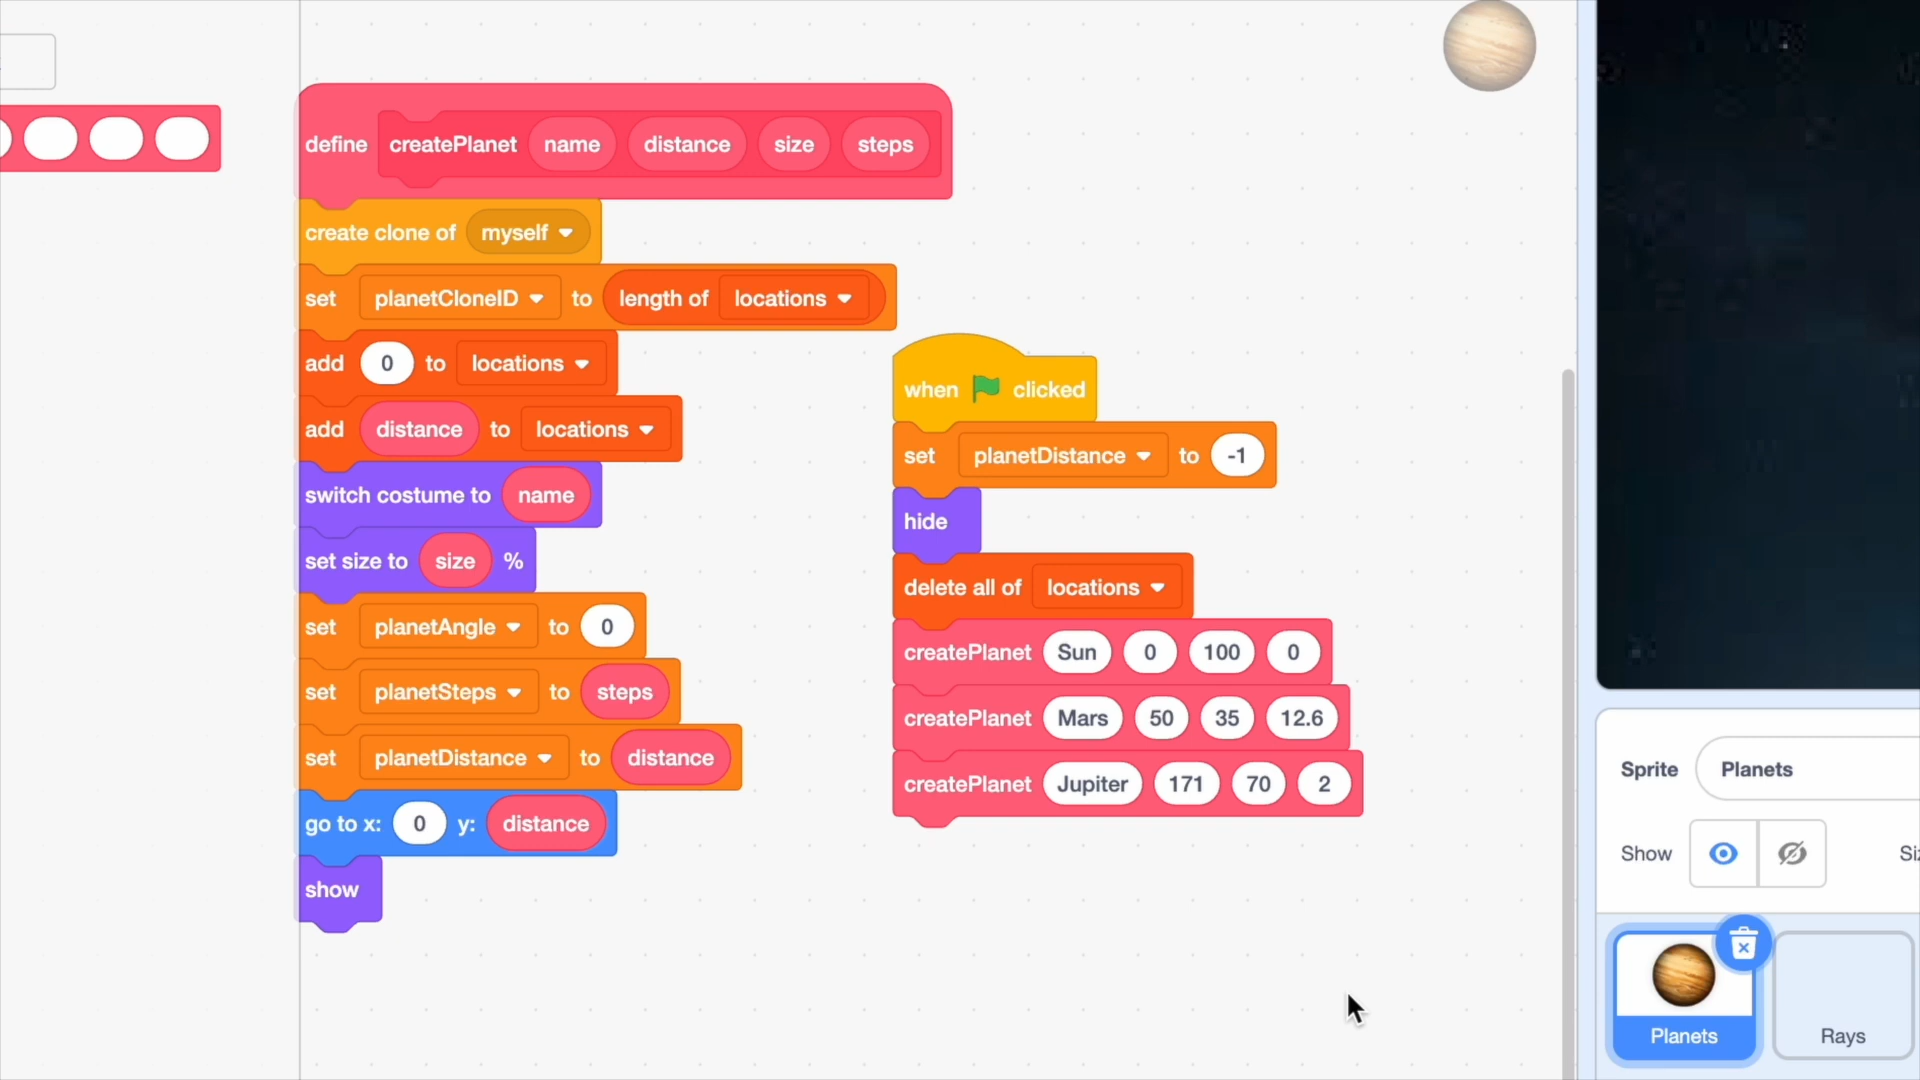 define createPlanet name distance size steps
create clone of myself
set planetCloneID to length of locations
add 0 to locations
add distance to locations
switch costume to name
set size to size %
set planetAngle to 0
set planetSteps to steps
set planetDistance to distance
go to x: 0 y: distance
show
when clicked
set planetDistance to -1
hide
delete all of locations
createPlanet Sun 0 100 0
createPlanet Mars 50 35 12.6
createPlanet Jupiter 171 70 2
Sprite Planets
Show
Planets
Rays